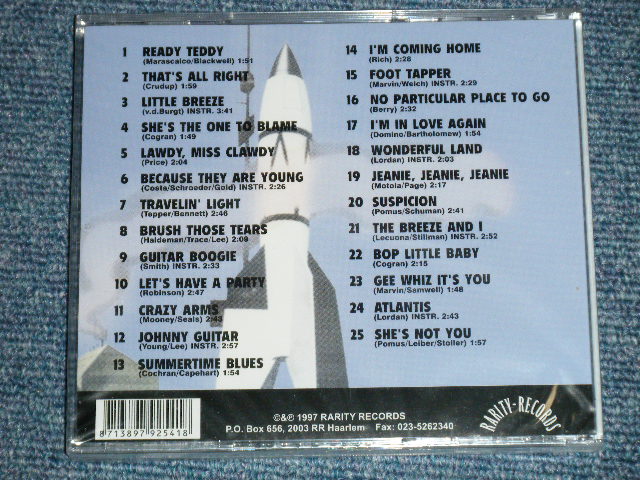 1 READY TEDDY
(Marascalco/Blackwell) 1:51
2 THAT'S ALL RIGHT
(Crudup) 1:59
3 LITTLE BREEZE
(v.d.Burgt) INSTR. 3:41
4 SHE'S THE ONE TO BLAME
(Cogran) 1:49
5 LAWDY, MISS CLAWDY
(Price) 2:04
6 BECAUSE THEY ARE YOUNG
(Costa/Schroeder/Gold) INSTR. 2:26
7 TRAVELIN' LIGHT
(Tepper/Bennett) 2:46
8 BRUSH THOSE TEARS
(Haldeman/Trace/Lee) 2:09
9 GUITAR BOOGIE
(Smith) INSTR. 2:33
10 LET'S HAVE A PARTY
(Robinson) 2:47
11 CRAZY ARMS
(Mooney/Seals) 2:43
12 JOHNNY GUITAR
(Young/Lee) INSTR. 2:57
13 SUMMERTIME BLUES
(Cochran/Capehart) 1:54
14 I'M COMING HOME
(Rich) 2:28
15 FOOT TAPPER
(Marvin/Welch) INSTR. 2:29
16 NO PARTICULAR PLACE TO GO
(Berry) 2:32
17 I'M IN LOVE AGAIN
(Domino/Bartholomew) 1:54
18 WONDERFUL LAND
(Lordan) INSTR. 2:03
19 JEANIE, JEANIE, JEANIE
(Motola/Page) 2:17
20 SUSPICION
(Pomus/Schuman) 2:41
21 THE BREEZE AND I
(Lecuona/Stillman) INSTR. 2:52
22 BOP LITTLE BABY
(Cogran) 2:15
23 GEE WHIZ IT'S YOU
(Marvin/Samwell) 1:48
24 ATLANTIS
(Lordan) INSTR. 2:43
25 SHE'S NOT YOU
(Pomus/Leiber/Stoller) 1:57
8713897925418
©&℗ 1997 RARITY RECORDS
P.O. Box 656, 2003 RR Haarlem Fax: 023-5262340
RARITY-RECORDS